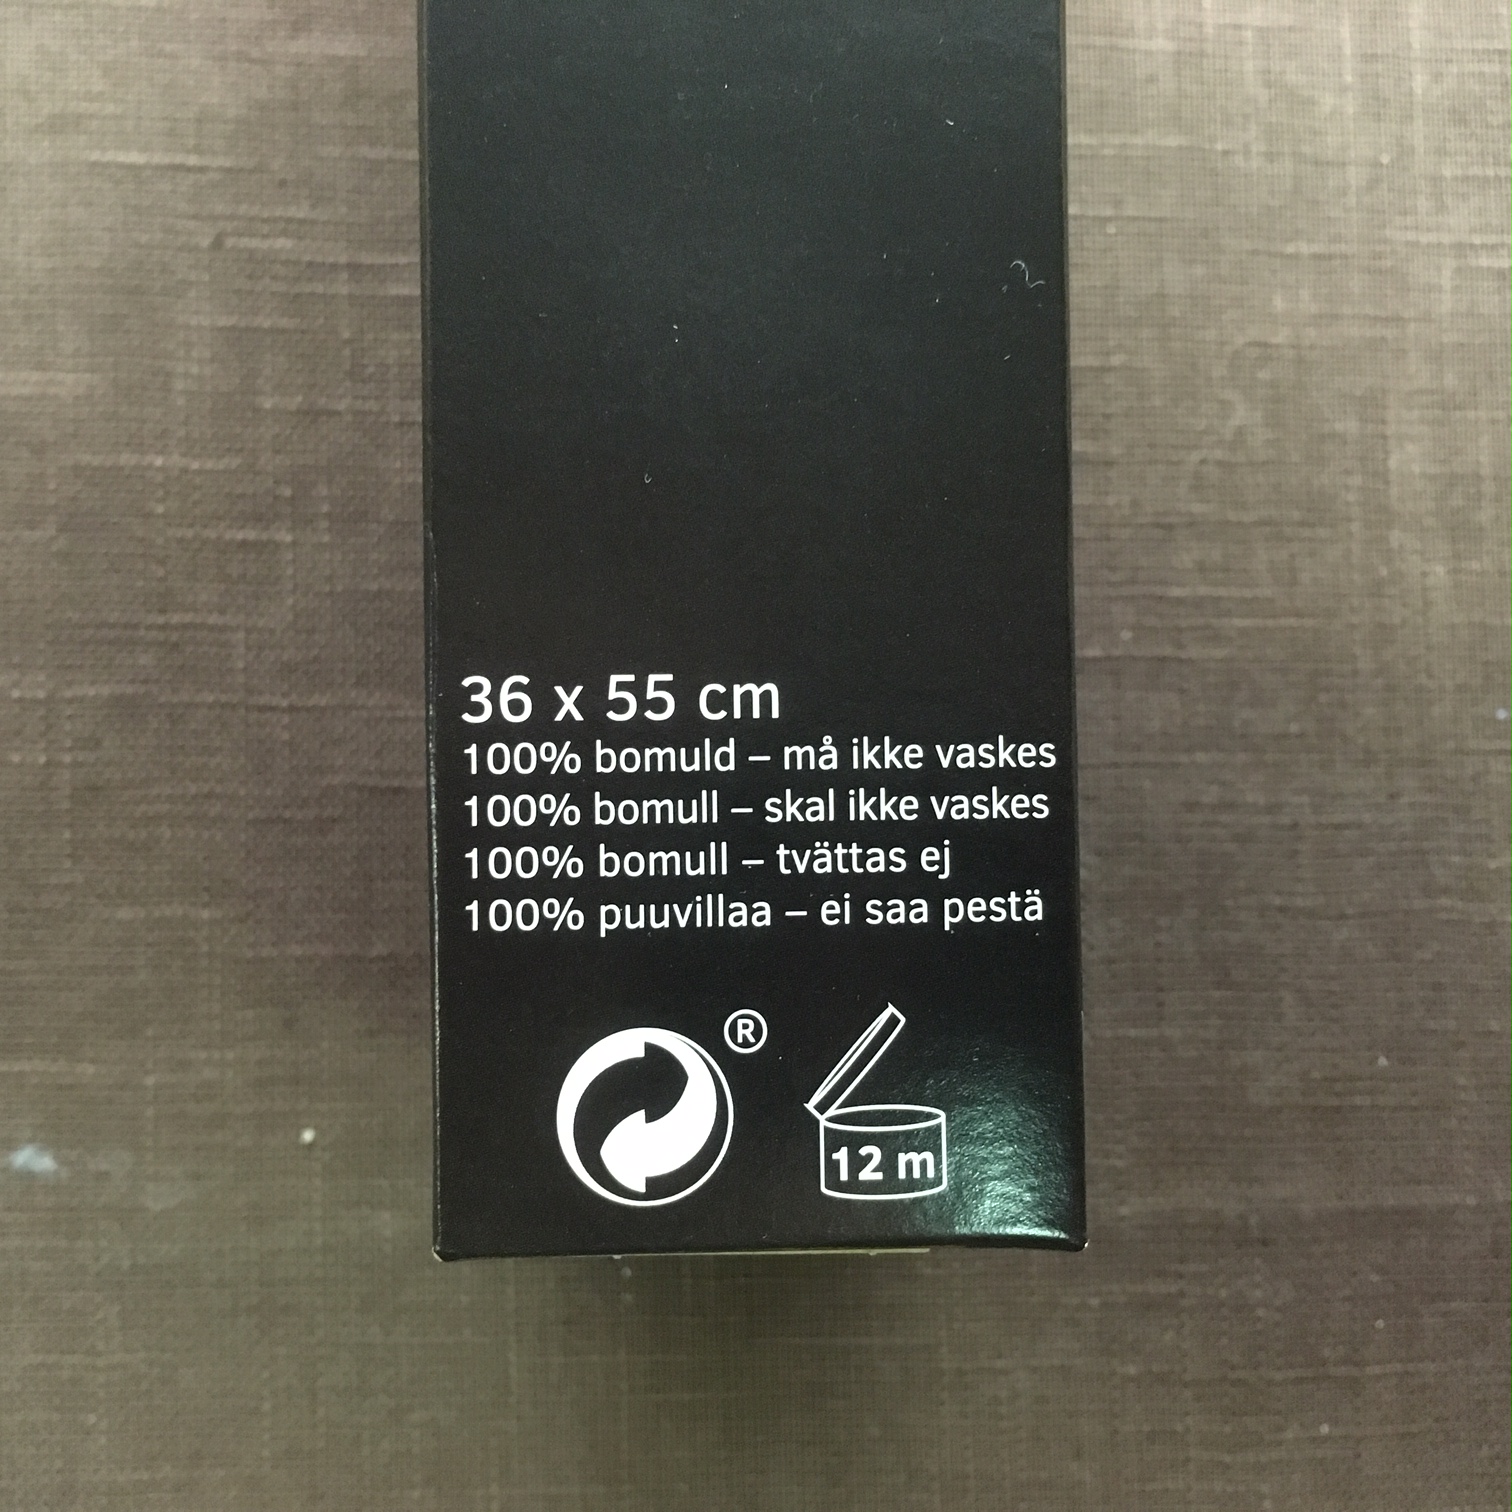 36 x 55 cm
100% bomuld – må ikke vaskes
100% bomull – skal ikke vaskes
100% bomull – tvättas ej
100% puuvillaa – ei saa pestä
®
12 m